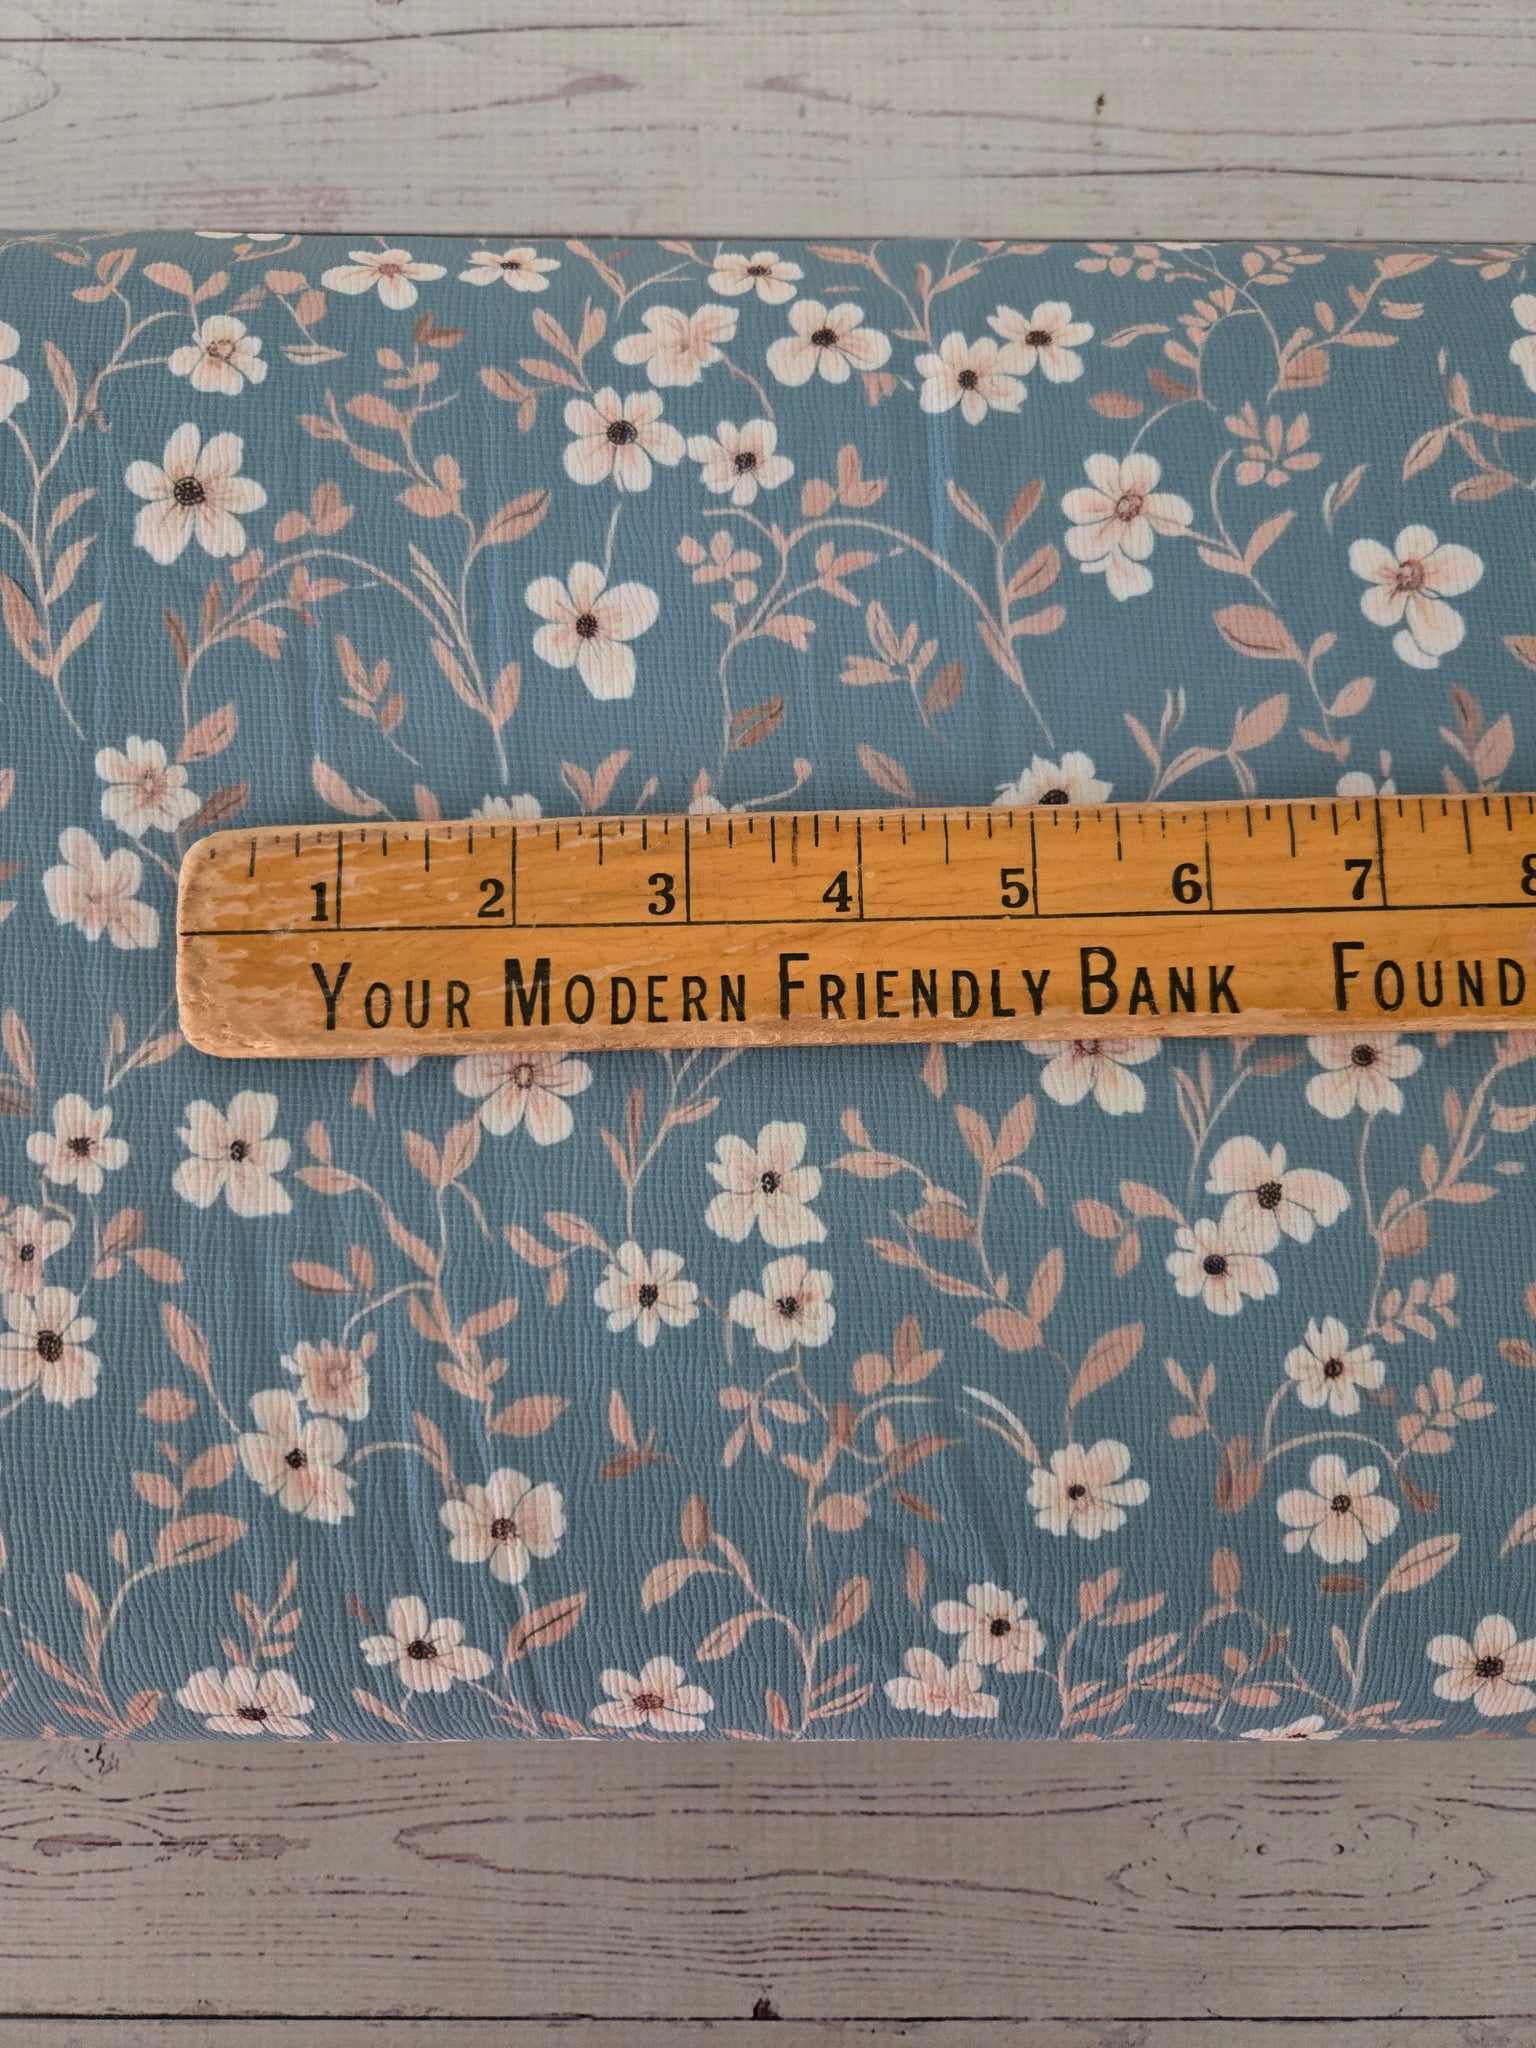 1 2 3 4 5 6 7 8
YOUR MODERN FRIENDLY BANK FOUND